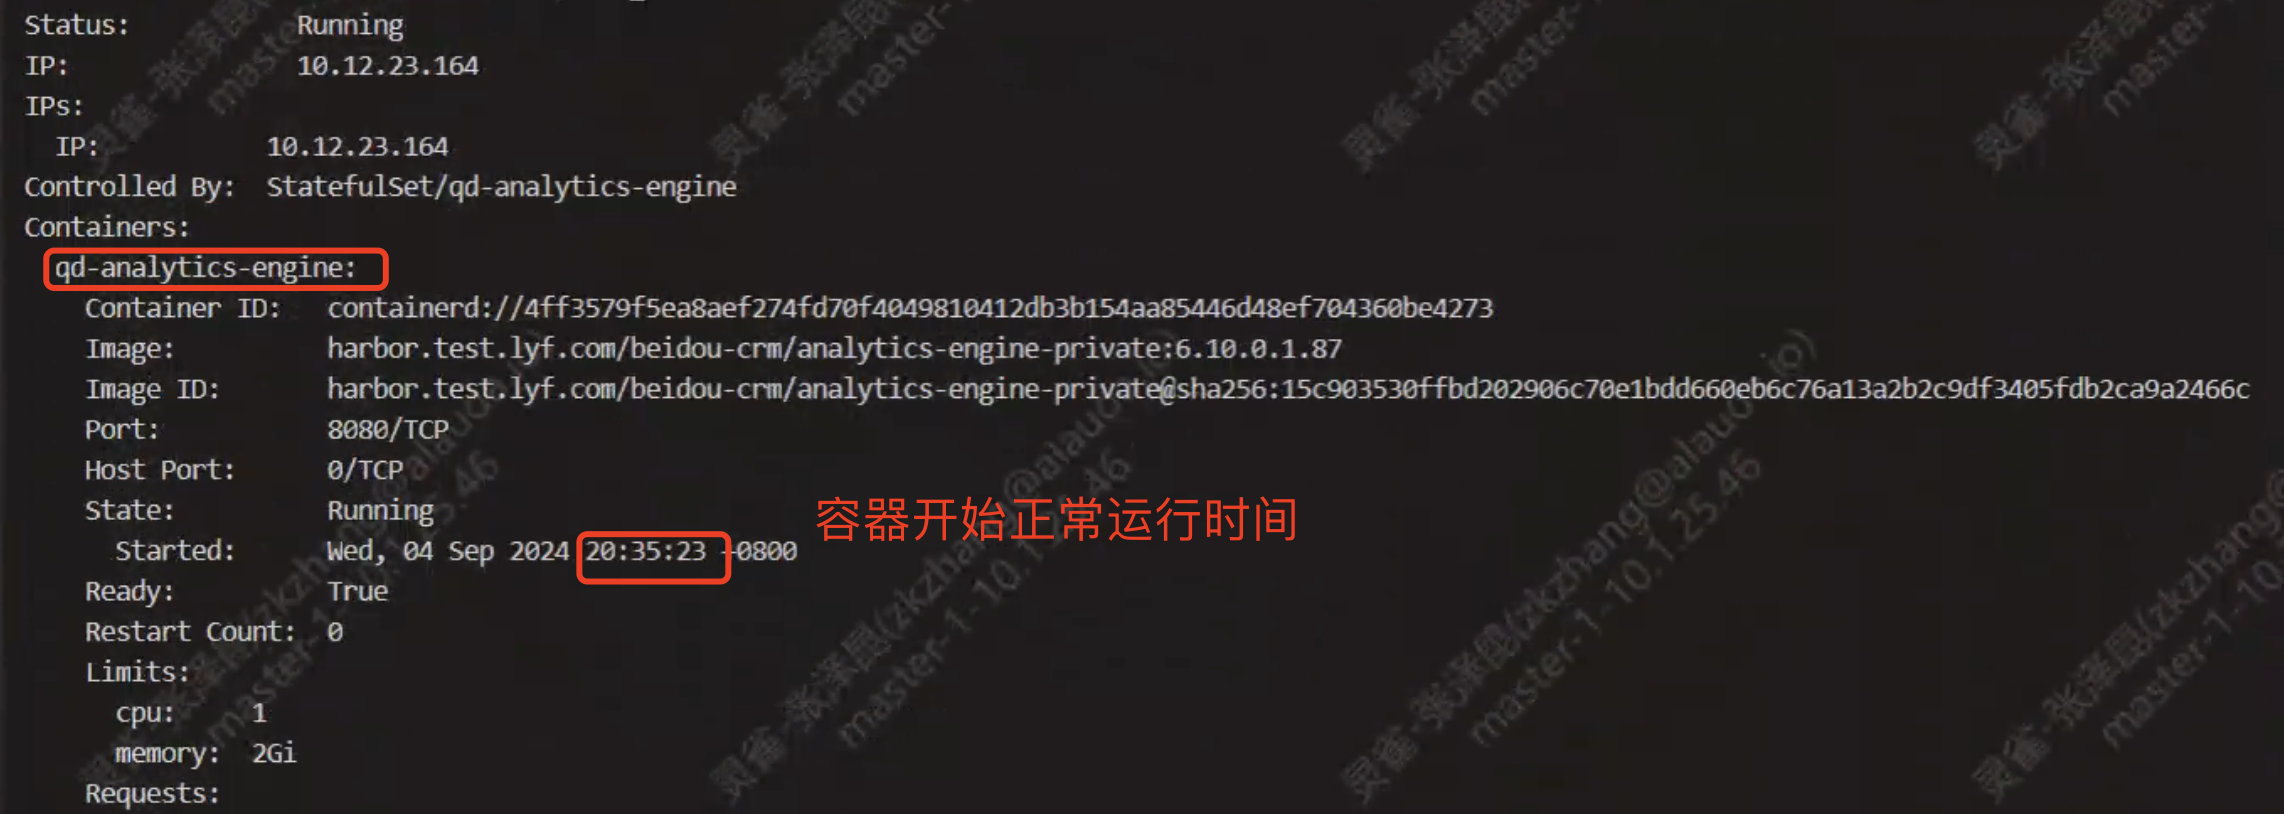 Status: Running
IP: 10.12.23.164
IPs:
IP: 10.12.23.164
Controlled By: StatefulSet/qd-analytics-engine
Containers:
qd-analytics-engine:
Container ID: containerd://4ff3579f5ea8aef274fd70f4049810412db3b154aa85446d48ef704360be4273
Image: harbor.test.lyf.com/beidou-crm/analytics-engine-private:6.10.0.1.87
Image ID: harbor.test.lyf.com/beidou-crm/analytics-engine-private@sha256:15c903530ffbd202906c70e1bdd660eb6c76a13a2b2c9df3405fdb2ca9a2466c
Port: 8080/TCP
Host Port: 0/TCP
State: Running
容器开始正常运行时间
Started: Wed, 04 Sep 2024 20:35:23 +0800
Ready: True
Restart Count: 0
Limits:
cpu: 1
memory: 2Gi
Requests:
灵雀-张泽昆(zkzhang@alauda.io)
master-1-10.1.25.46